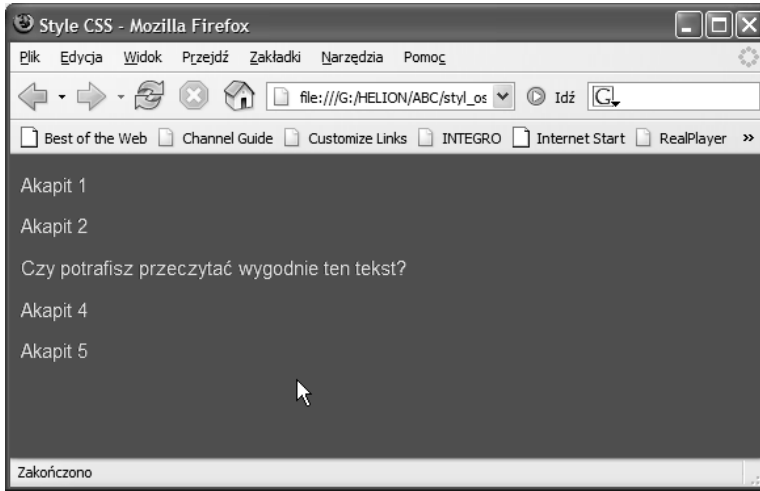 Style CSS - Mozilla Firefox
Plik Edycja Widok Przejdź Zakładki Narzędzia Pomoc
file:///G:/HELION/ABC/styl_os Idź G
Best of the Web Channel Guide Customize Links INTEGRO Internet Start RealPlayer »
Akapit 1
Akapit 2
Czy potrafisz przeczytać wygodnie ten tekst?
Akapit 4
Akapit 5
Zakończono